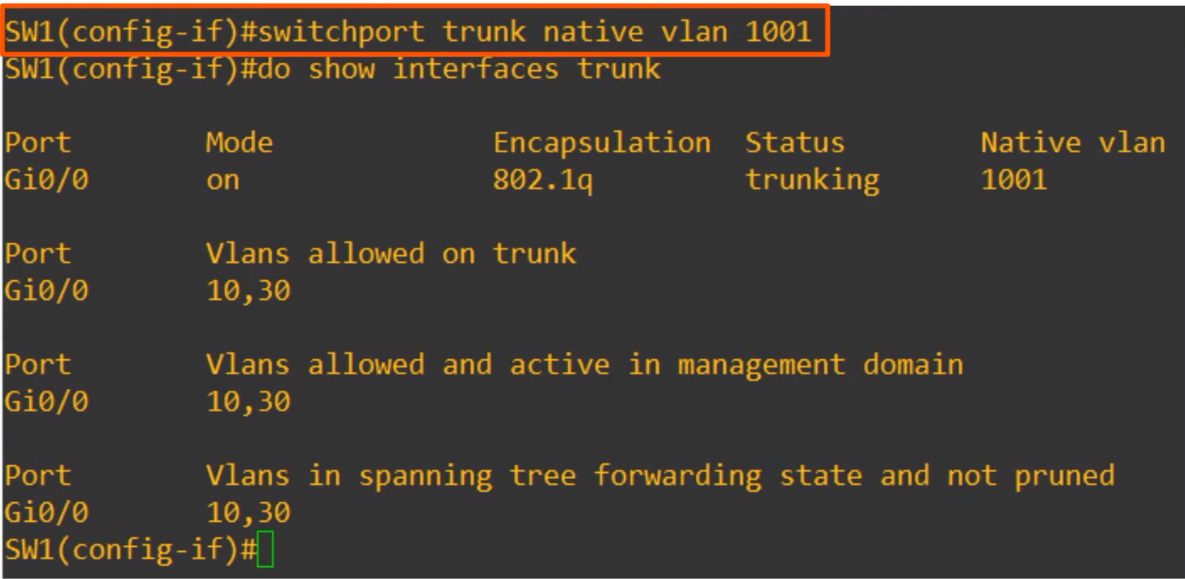 SW1(config-if)#switchport trunk native vlan 1001
SW1(config-if)#do show interfaces trunk
Port Mode Encapsulation Status Native vlan
Gi0/0 on 802.1q trunking 1001
Port Vlans allowed on trunk
Gi0/0 10,30
Port Vlans allowed and active in management domain
Gi0/0 10,30
Port Vlans in spanning tree forwarding state and not pruned
Gi0/0 10,30
SW1(config-if)#